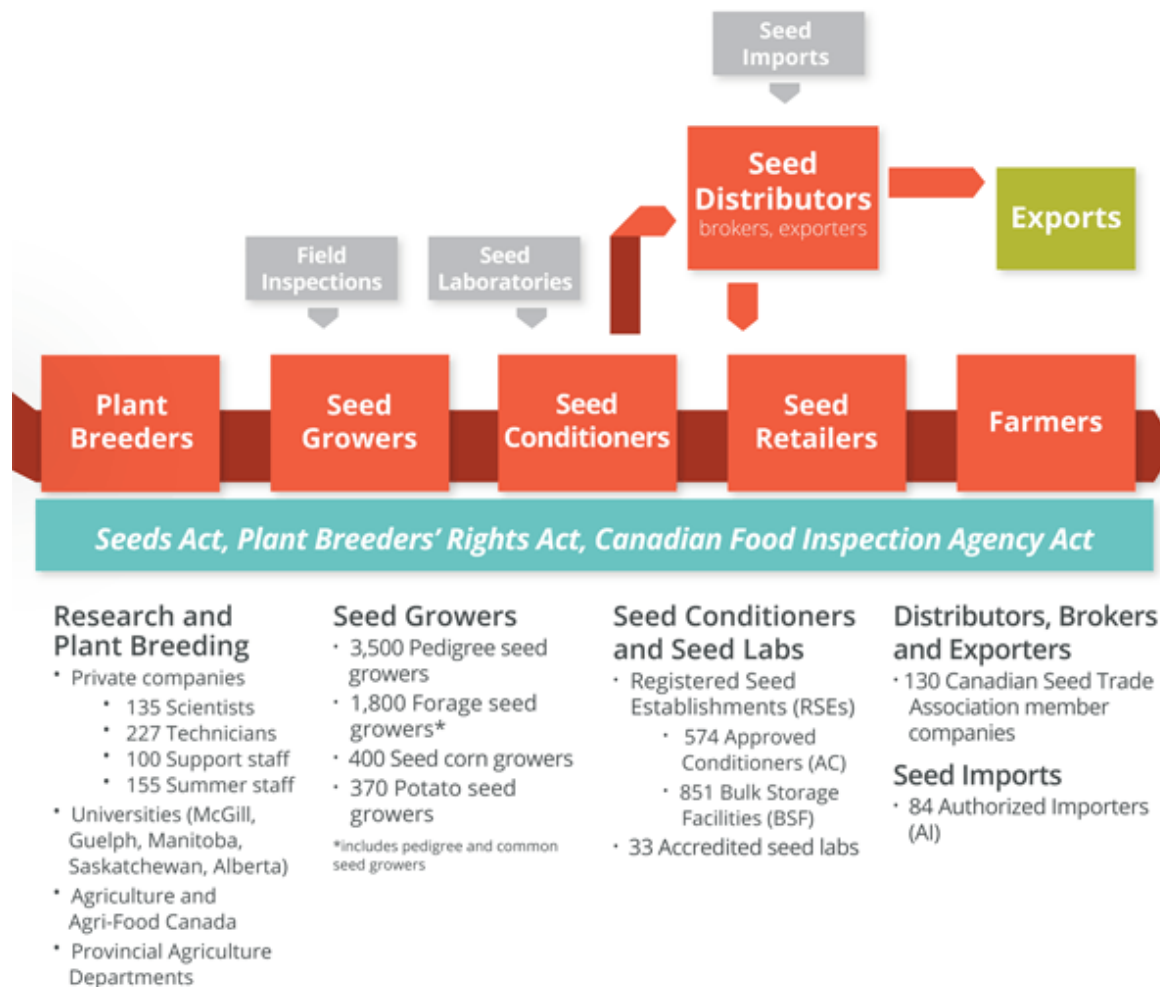 Seed
Imports
Seed
Distributors
brokers, exporters
Exports
Field
Inspections
Seed
Laboratories
Plant
Breeders
Seed
Growers
Seed
Conditioners
Seed
Retailers
Farmers
Seeds Act, Plant Breeders' Rights Act, Canadian Food Inspection Agency Act
Research and
Plant Breeding
• Private companies
• 135 Scientists
• 227 Technicians
• 100 Support staff
• 155 Summer staff
• Universities (McGill,
Guelph, Manitoba,
Saskatchewan, Alberta)
• Agriculture and
Agri-Food Canada
• Provincial Agriculture
Departments
Seed Growers
• 3,500 Pedigree seed
growers
• 1,800 Forage seed
growers*
• 400 Seed corn growers
• 370 Potato seed
growers
*includes pedigree and common
seed growers
Seed Conditioners
and Seed Labs
• Registered Seed
Establishments (RSEs)
• 574 Approved
Conditioners (AC)
• 851 Bulk Storage
Facilities (BSF)
• 33 Accredited seed labs
Distributors, Brokers
and Exporters
• 130 Canadian Seed Trade
Association member
companies
Seed Imports
• 84 Authorized Importers
(AI)